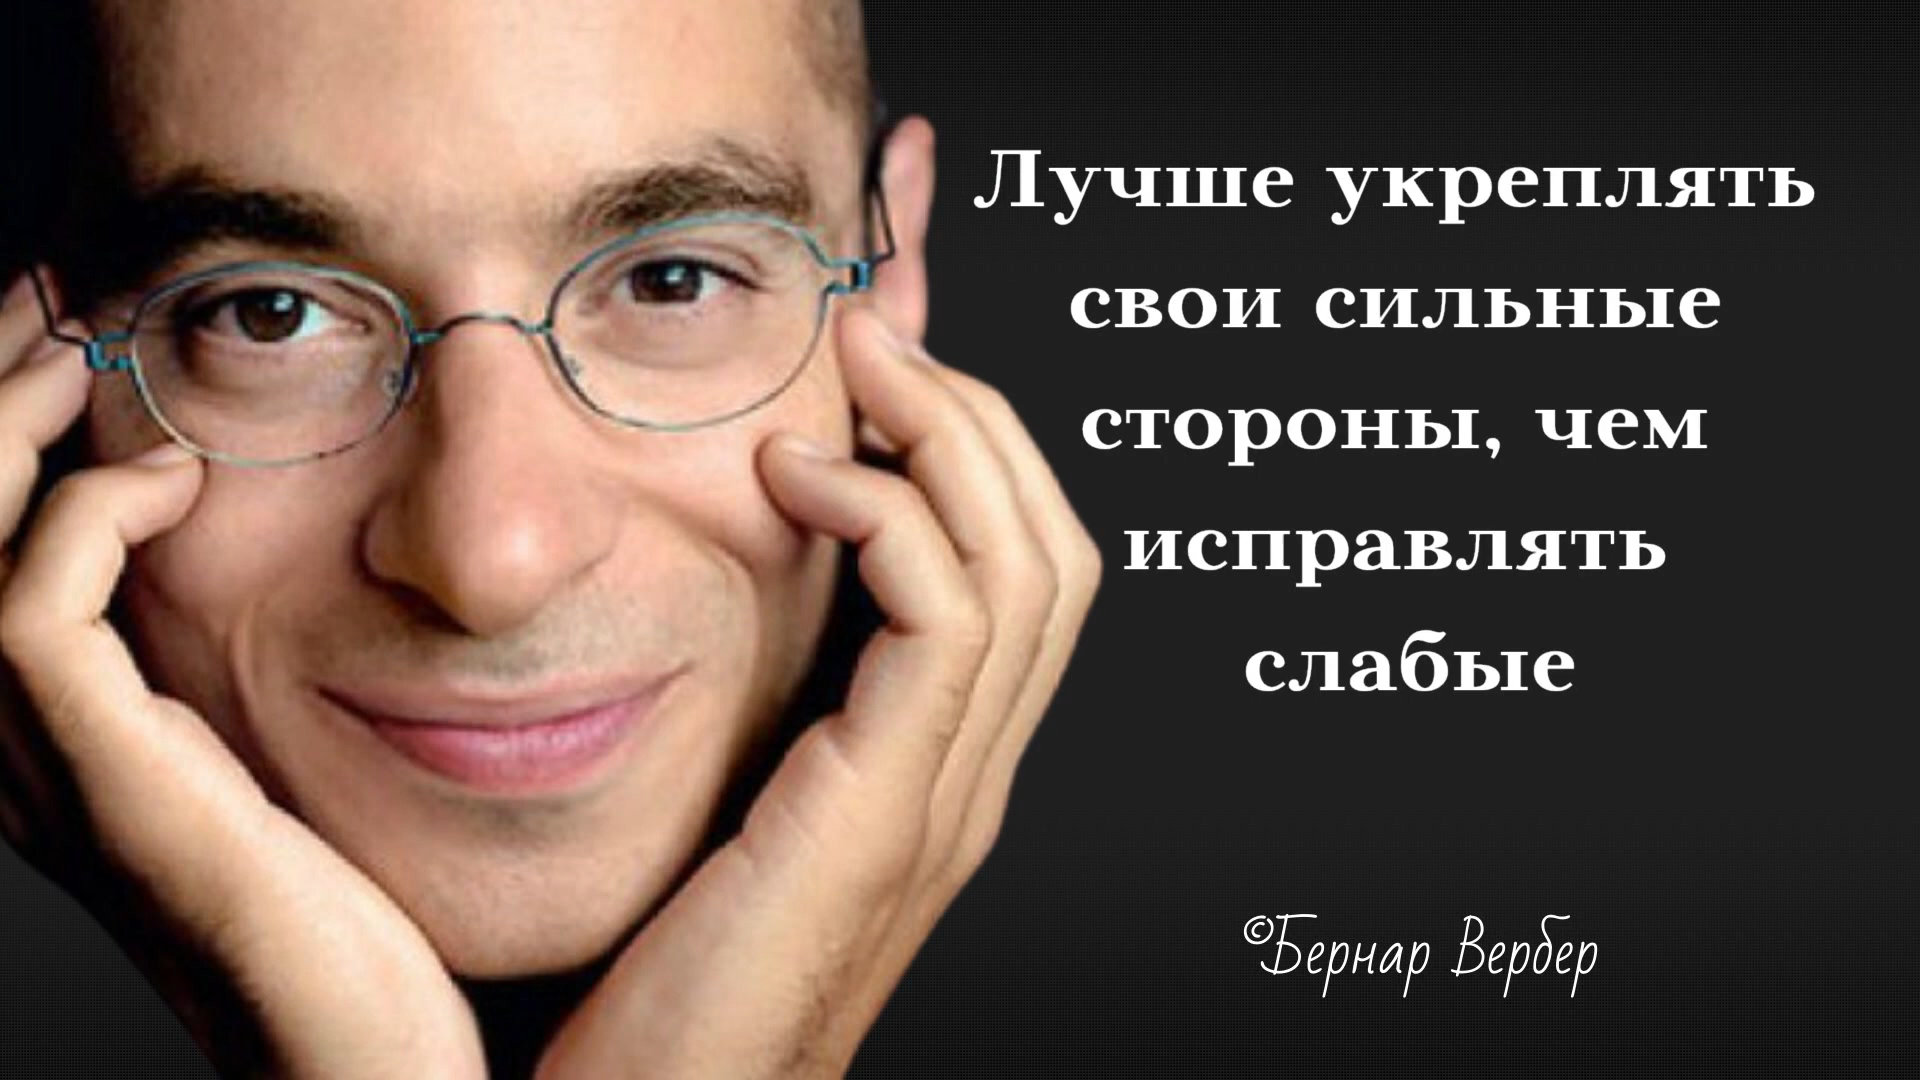 Лучше укреплять
свои сильные
стороны, чем
исправлять
слабые
©Бернар Вербер